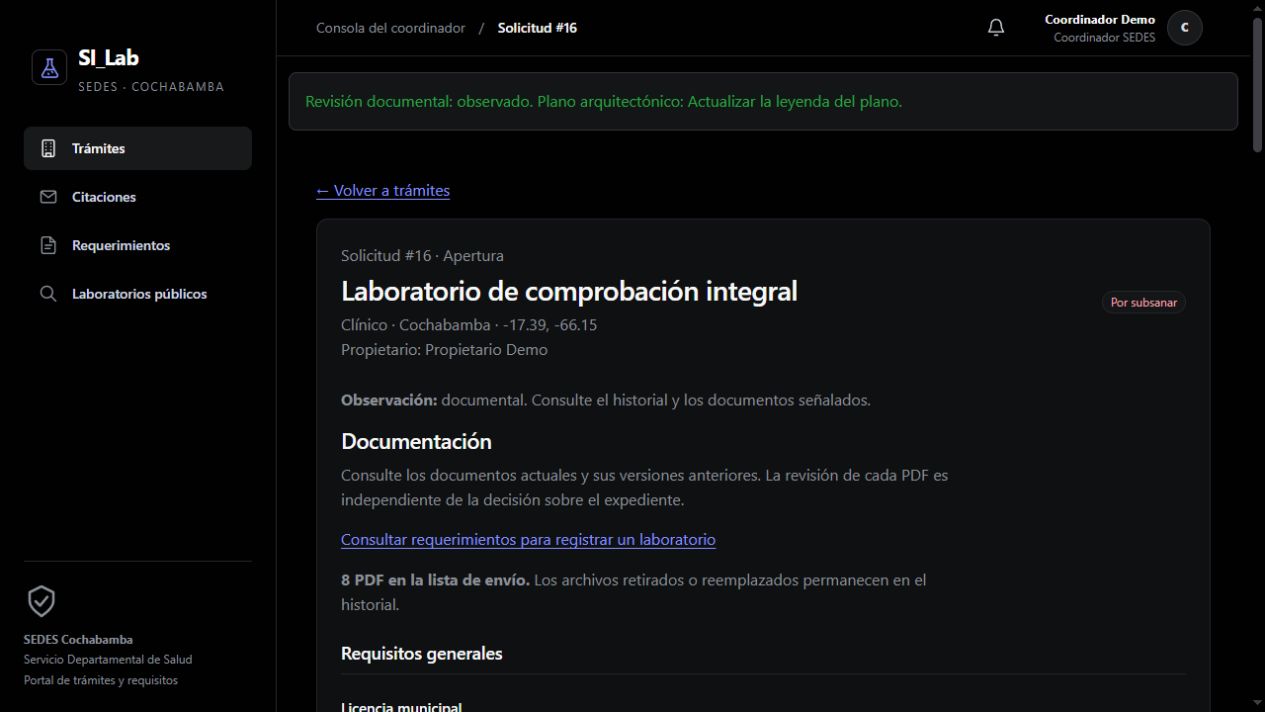 SI_Lab
SEDES · COCHABAMBA
Trámites
Citaciones
Requerimientos
Laboratorios públicos
SEDES Cochabamba
Servicio Departamental de Salud
Portal de trámites y requisitos
Consola del coordinador / Solicitud #16
Coordinador Demo
Coordinador SEDES
C
Revisión documental: observado. Plano arquitectónico: Actualizar la leyenda del plano.
← Volver a trámites
Solicitud #16 · Apertura
Laboratorio de comprobación integral
Por subsanar
Clínico · Cochabamba · -17.39, -66.15
Propietario: Propietario Demo
Observación: documental. Consulte el historial y los documentos señalados.
Documentación
Consulte los documentos actuales y sus versiones anteriores. La revisión de cada PDF es
independiente de la decisión sobre el expediente.
Consultar requerimientos para registrar un laboratorio
8 PDF en la lista de envío. Los archivos retirados o reemplazados permanecen en el
historial.
Requisitos generales
Licencia municipal